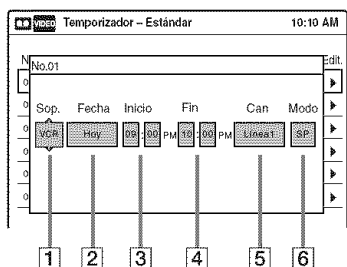 VIDEO Temporizador – Estándar 10:10 AM
No.01 Edit.
Sop. Fecha Inicio Fin Can Modo
VCR Hoy 09 : 00 PM 10 : 00 PM Línea1 SP
1 2 3 4 5 6